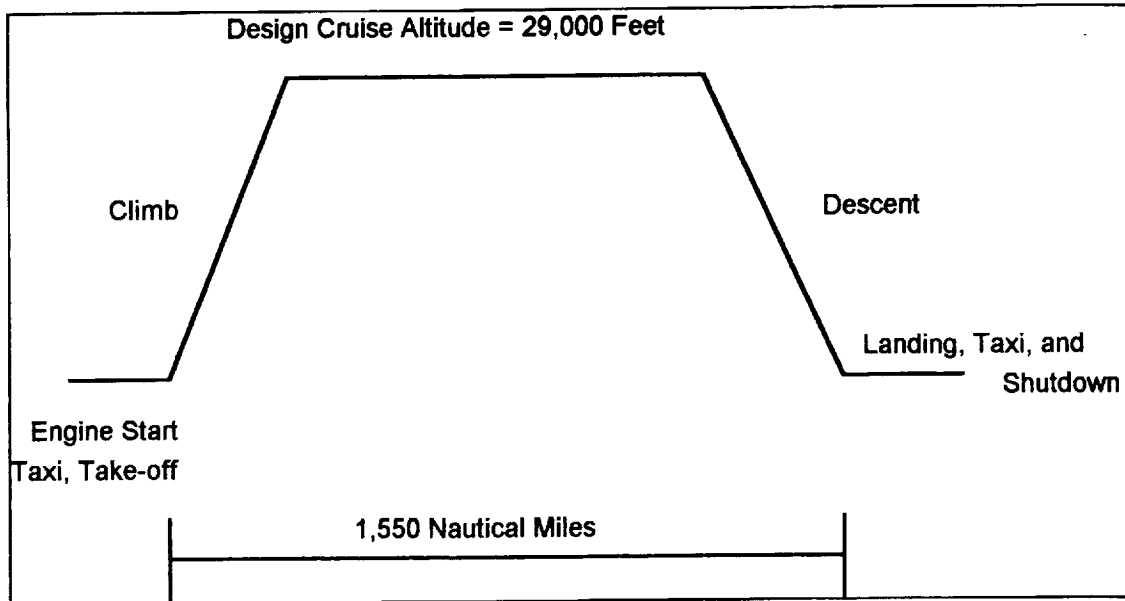 Design Cruise Altitude = 29,000 Feet
Climb
Descent
Landing, Taxi, and
Shutdown
Engine Start
Taxi, Take-off
1,550 Nautical Miles